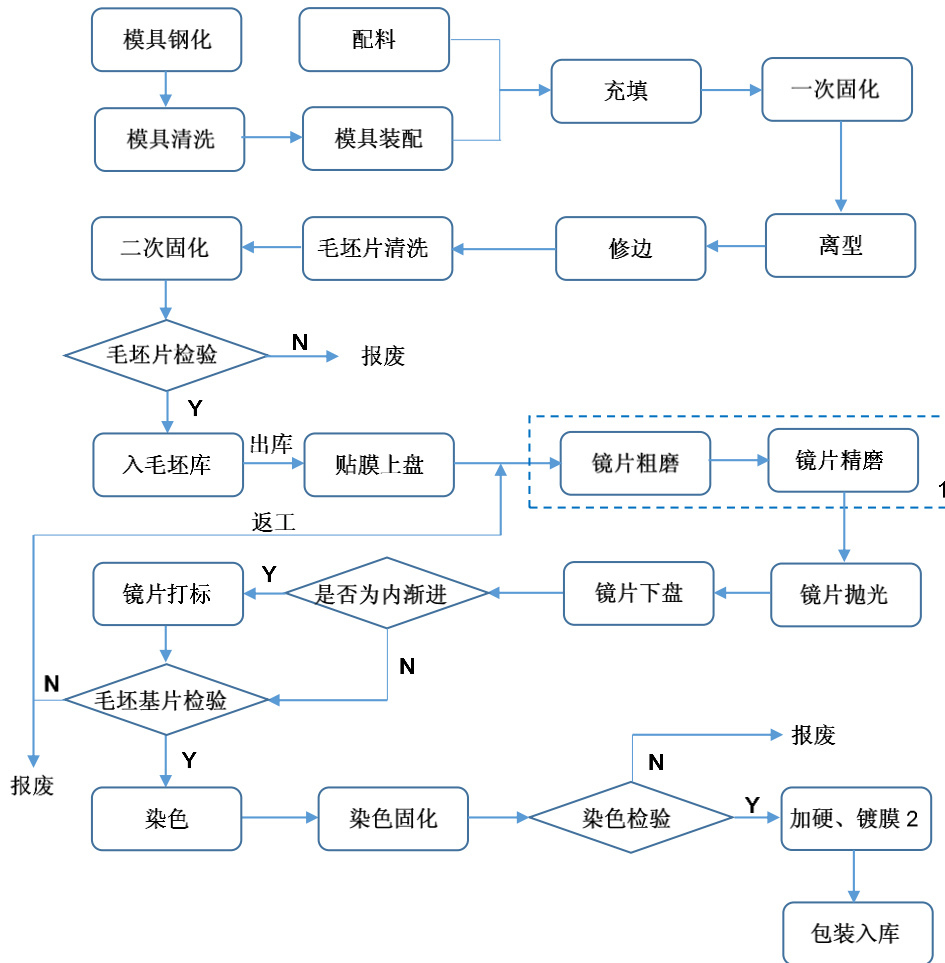 模具钢化
配料
充填
一次固化
模具清洗
模具装配
二次固化
毛坯片清洗
修边
离型
毛坯片检验
N
报废
Y
入毛坯库
出库
贴膜上盘
镜片粗磨
镜片精磨
1
返工
镜片打标
Y
是否为内渐进
镜片下盘
镜片抛光
N
N
毛坯基片检验
Y
报废
染色
染色固化
染色检验
N
报废
Y
加硬、镀膜 2
包装入库